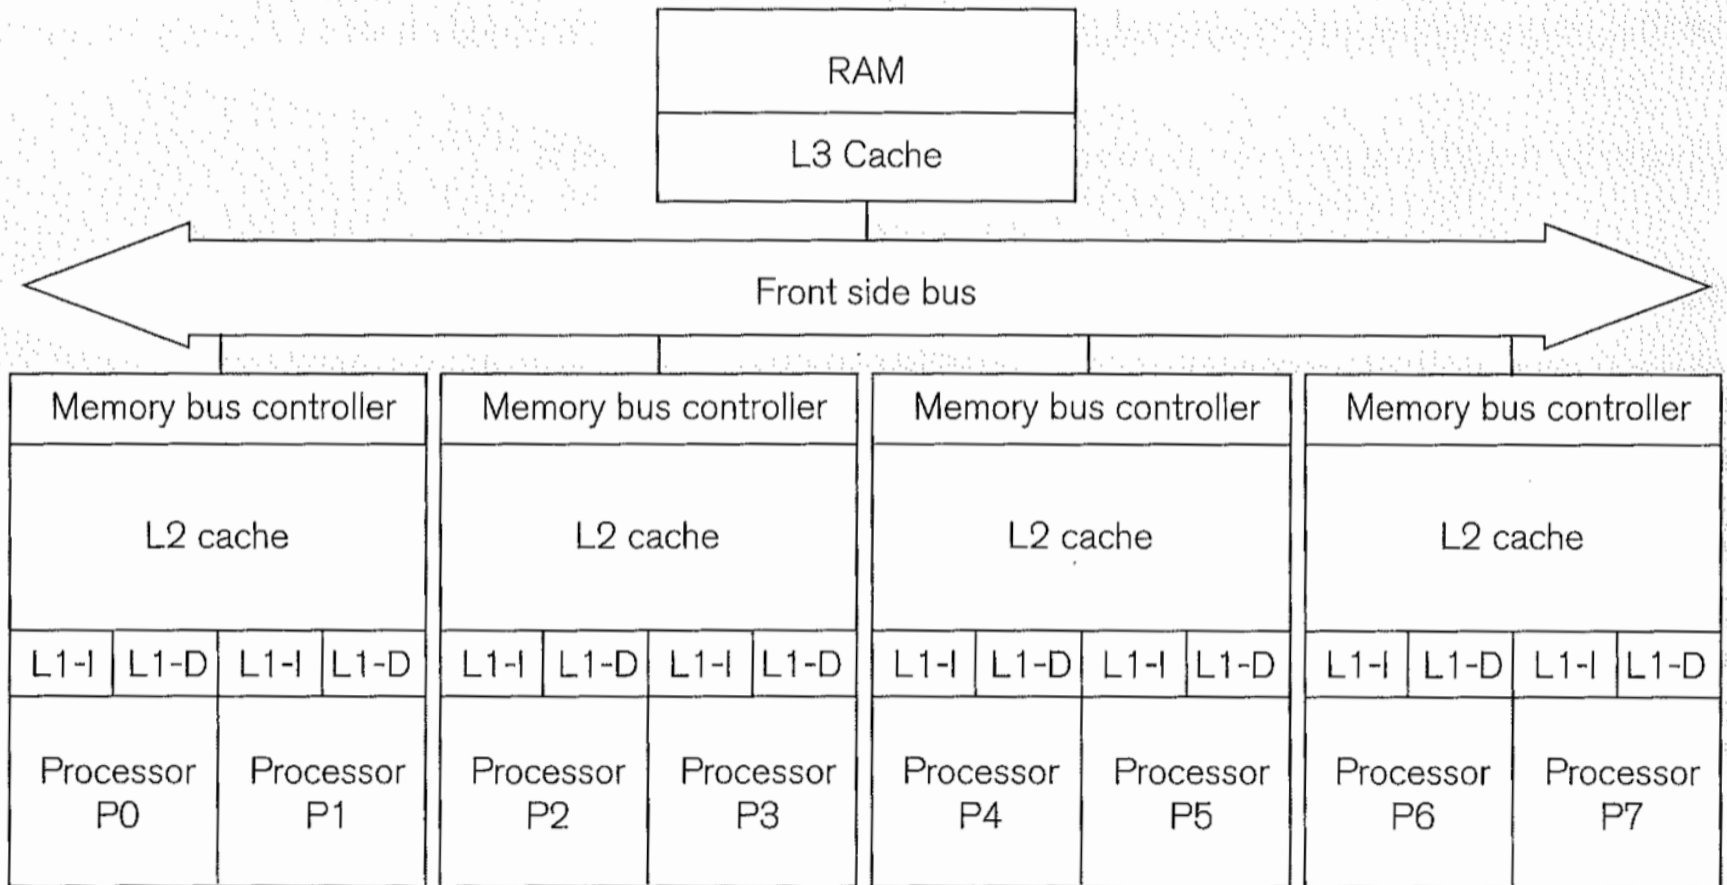 RAM
L3 Cache
Front side bus
Memory bus controller
Memory bus controller
Memory bus controller
Memory bus controller
L2 cache
L2 cache
L2 cache
L2 cache
L1-I L1-D L1-I L1-D
L1-I L1-D L1-I L1-D
L1-I L1-D L1-I L1-D
L1-I L1-D L1-I L1-D
Processor
P0
Processor
P1
Processor
P2
Processor
P3
Processor
P4
Processor
P5
Processor
P6
Processor
P7